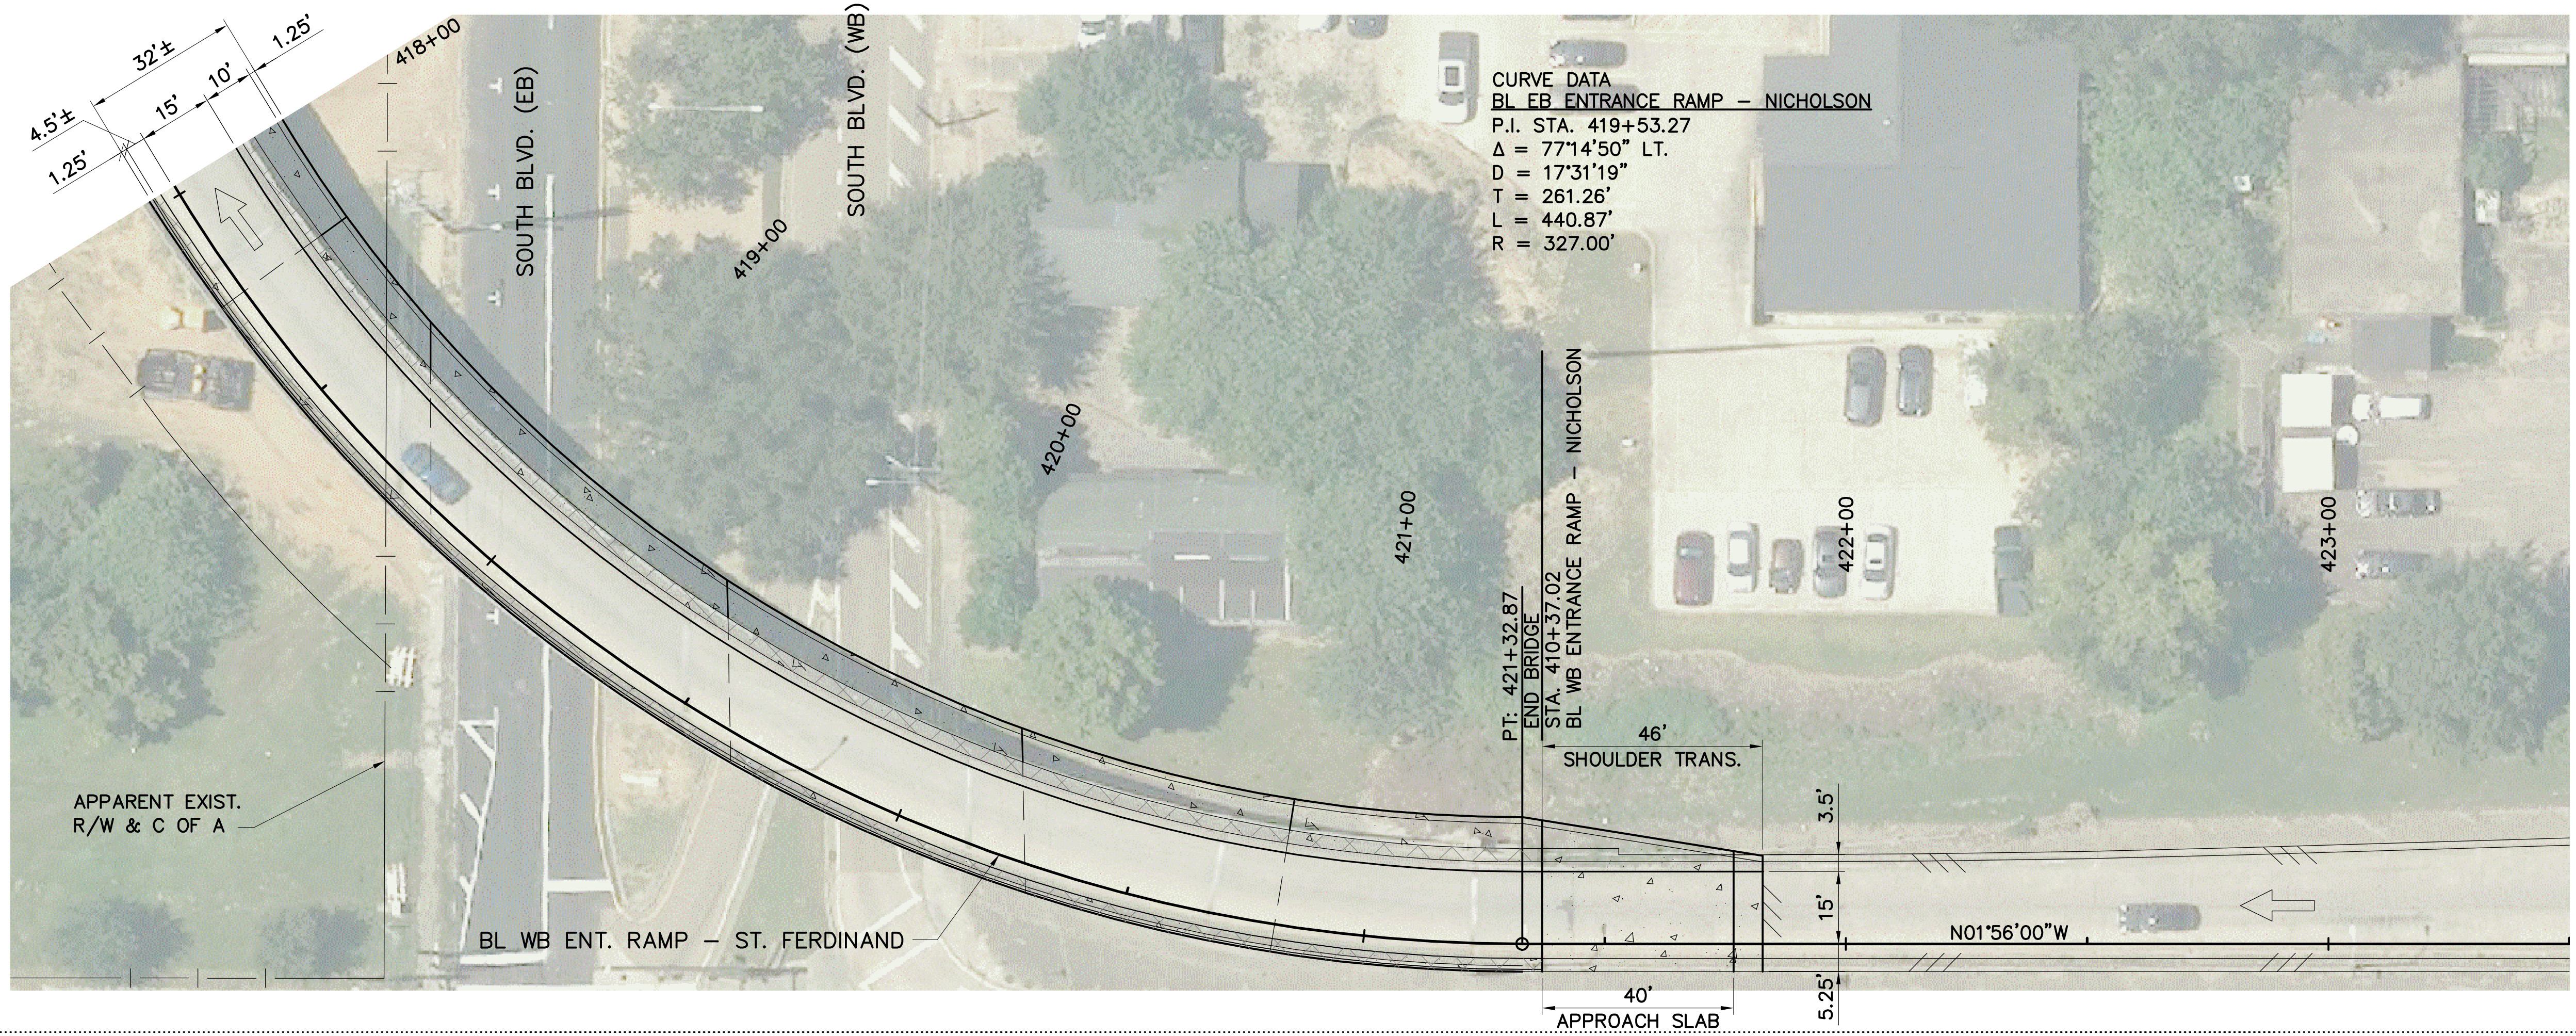 32'±
1.25'
10'
15'
4.5'±
1.25'
418+00
SOUTH BLVD. (EB)
SOUTH BLVD. (WB)
419+00
420+00
421+00
422+00
423+00
CURVE DATA
BL EB ENTRANCE RAMP – NICHOLSON
P.I. STA. 419+53.27
Δ = 77°14'50" LT.
D = 17°31'19"
T = 261.26'
L = 440.87'
R = 327.00'
PT: 421+32.87
END BRIDGE
STA. 410+37.02
BL WB ENTRANCE RAMP – NICHOLSON
46'
SHOULDER TRANS.
3.5'
15'
5.25'
N01°56'00"W
40'
APPROACH SLAB
APPARENT EXIST.
R/W & C OF A
BL WB ENT. RAMP – ST. FERDINAND